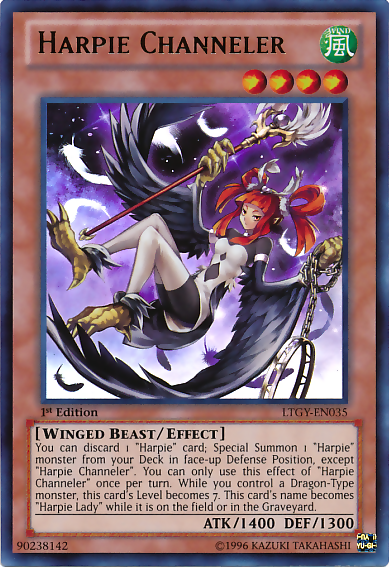 HARPIE CHANNELER
WIND
風
1st Edition
LTGY-EN035
[WINGED BEAST/EFFECT]
You can discard 1 "Harpie" card; Special Summon 1 "Harpie"
monster from your Deck in face-up Defense Position, except
"Harpie Channeler". You can only use this effect of "Harpie
Channeler" once per turn. While you control a Dragon-Type
monster, this card's Level becomes 7. This card's name becomes
"Harpie Lady" while it is on the field or in the Graveyard.
ATK/1400 DEF/1300
90238142
©1996 KAZUKI TAKAHASHI